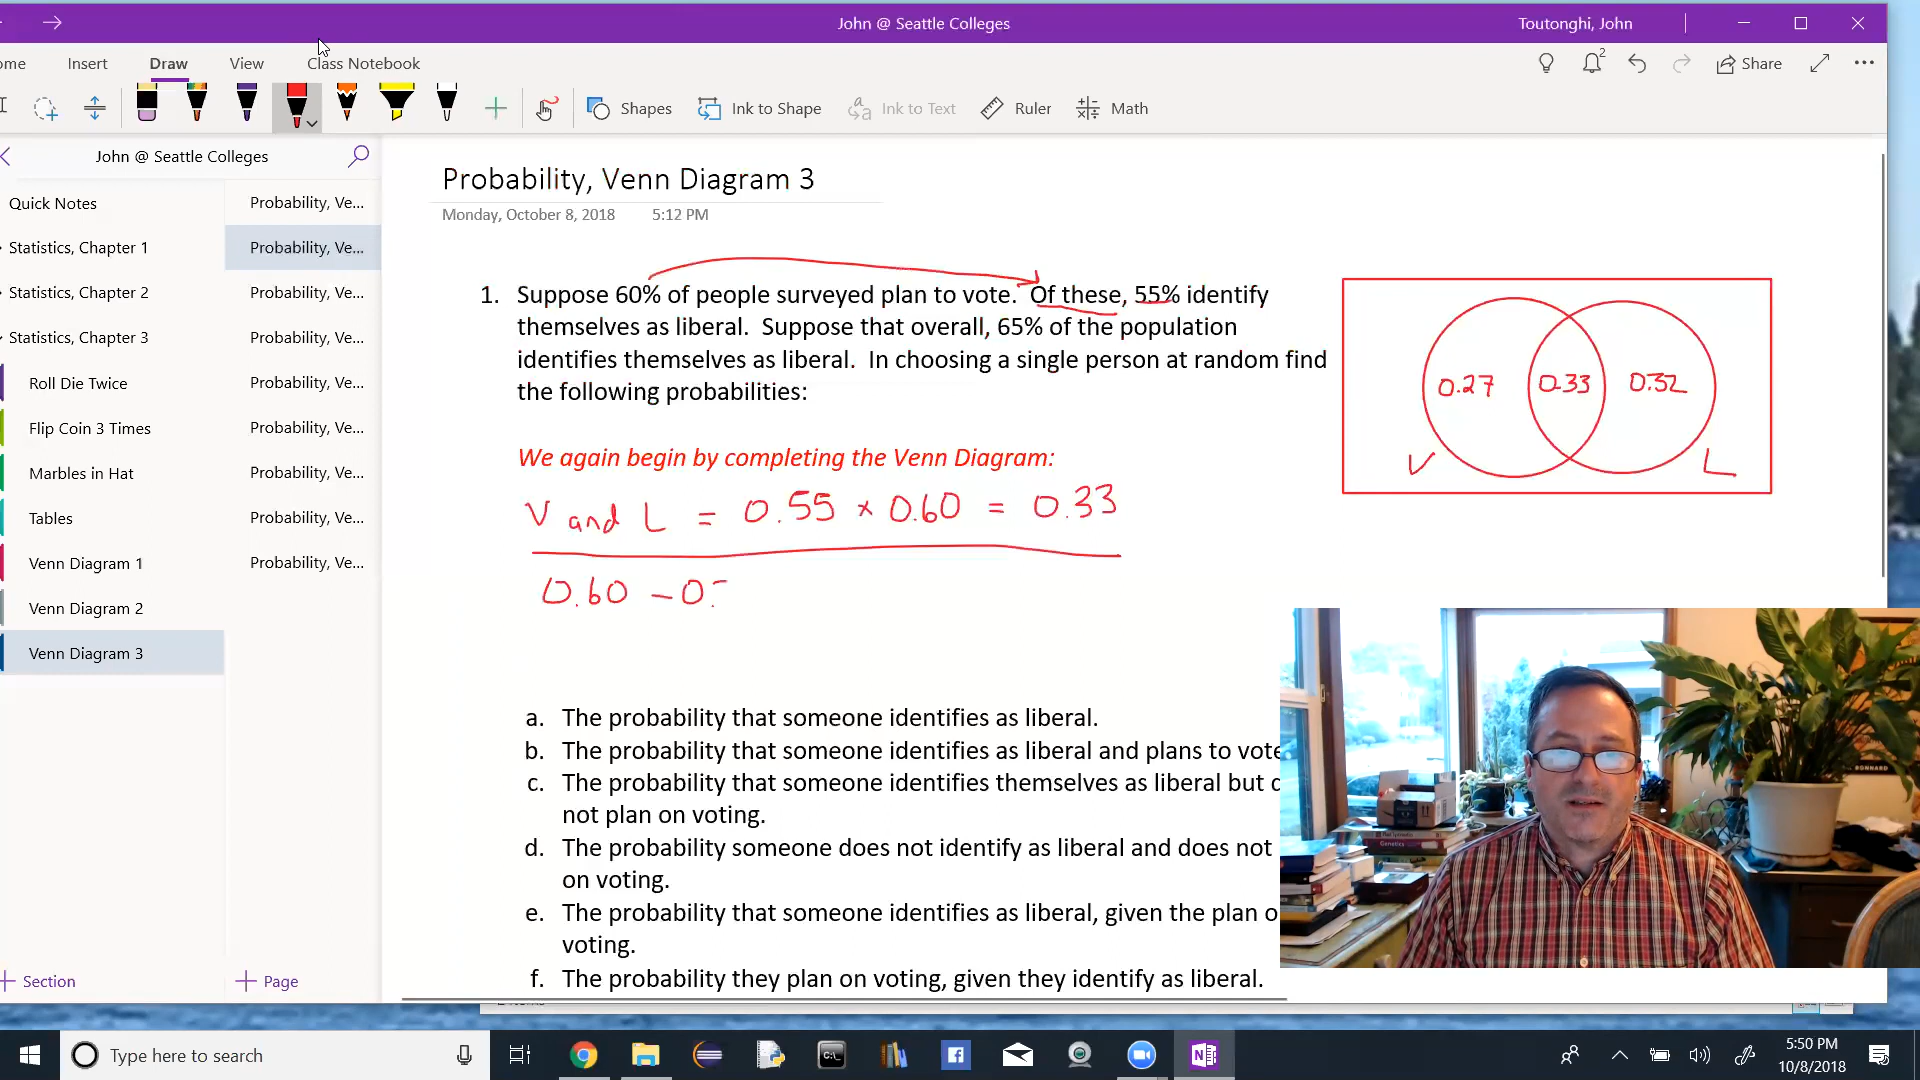 John @ Seattle Colleges
Toutonghi, John
Insert
Draw
View
Class Notebook
2
Share
Shapes
Ink to Shape
Ink to Text
Ruler
Math
John @ Seattle Colleges
Quick Notes
Statistics, Chapter 1
Statistics, Chapter 2
Statistics, Chapter 3
Roll Die Twice
Flip Coin 3 Times
Marbles in Hat
Tables
Venn Diagram 1
Venn Diagram 2
Venn Diagram 3
Section
Probability, Ve...
Probability, Ve...
Probability, Ve...
Probability, Ve...
Probability, Ve...
Probability, Ve...
Probability, Ve...
Probability, Ve...
Probability, Ve...
Page
Probability, Venn Diagram 3
Monday, October 8, 2018 5:12 PM
1. Suppose 60% of people surveyed plan to vote. Of these, 55% identify
themselves as liberal. Suppose that overall, 65% of the population
identifies themselves as liberal. In choosing a single person at random find
the following probabilities:
We again begin by completing the Venn Diagram:
V and L = 0.55 × 0.60 = 0.33
0.60 - 0.
0.27 0.33 0.32
V L
a. The probability that someone identifies as liberal.
b. The probability that someone identifies as liberal and plans to vote
c. The probability that someone identifies themselves as liberal but
not plan on voting.
d. The probability someone does not identify as liberal and does not
on voting.
e. The probability that someone identifies as liberal, given the plan
voting.
f. The probability they plan on voting, given they identify as liberal.
Type here to search
5:50 PM
10/8/2018